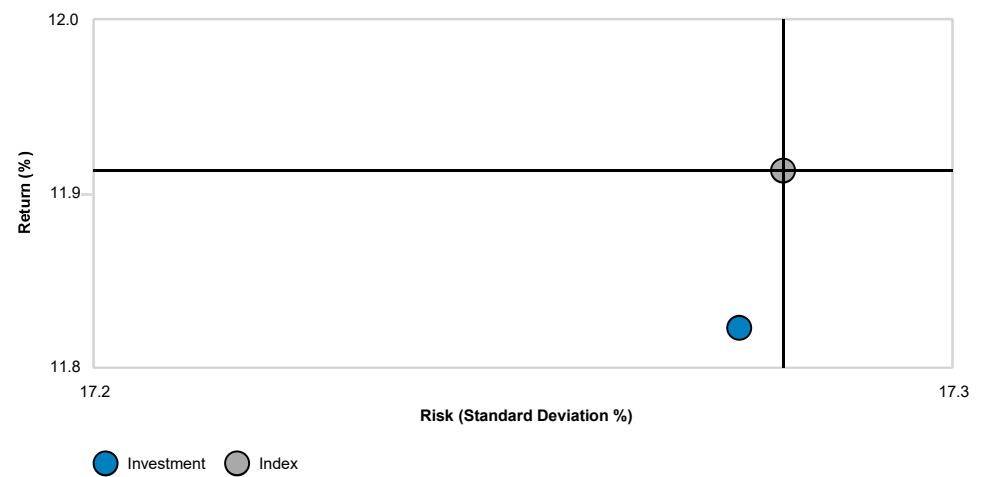 12.0
Return (%)
11.9
11.8
17.2
17.3
Risk (Standard Deviation %)
Investment
Index